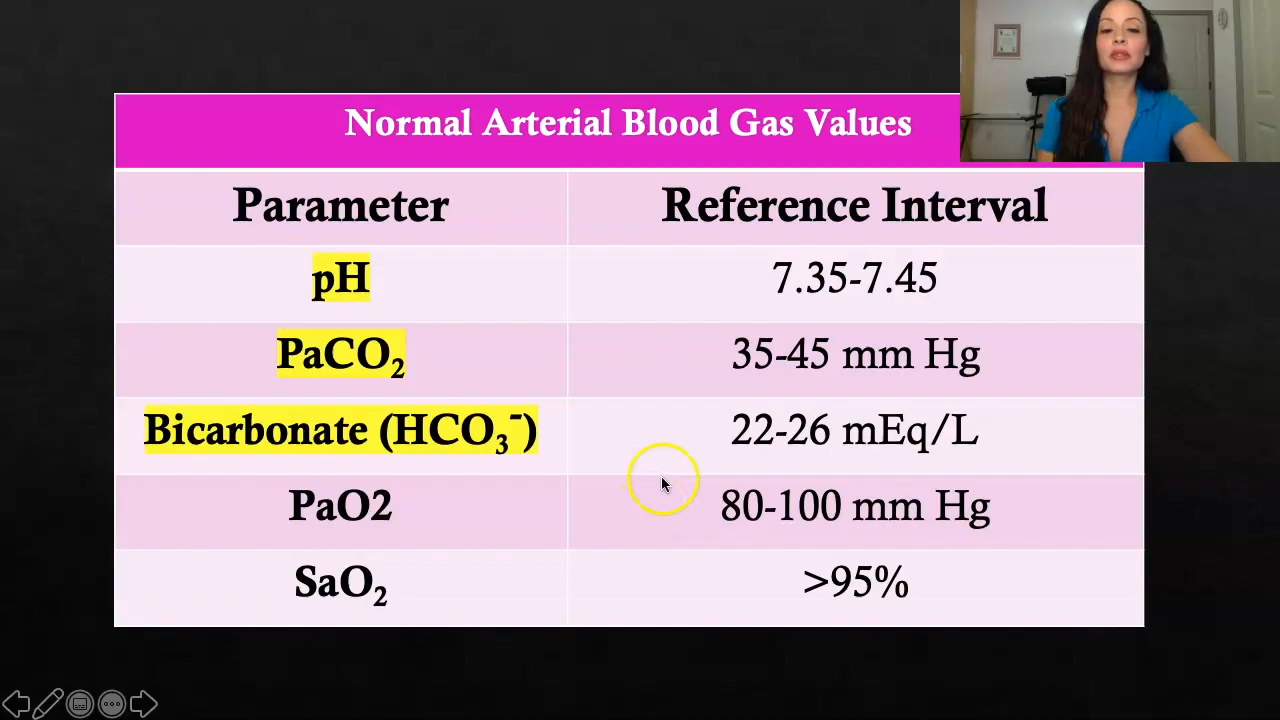 Normal Arterial Blood Gas Values
Parameter Reference Interval
pH 7.35-7.45
PaCO₂ 35-45 mm Hg
Bicarbonate (HCO₃⁻) 22-26 mEq/L
PaO2 80-100 mm Hg
SaO₂ >95%